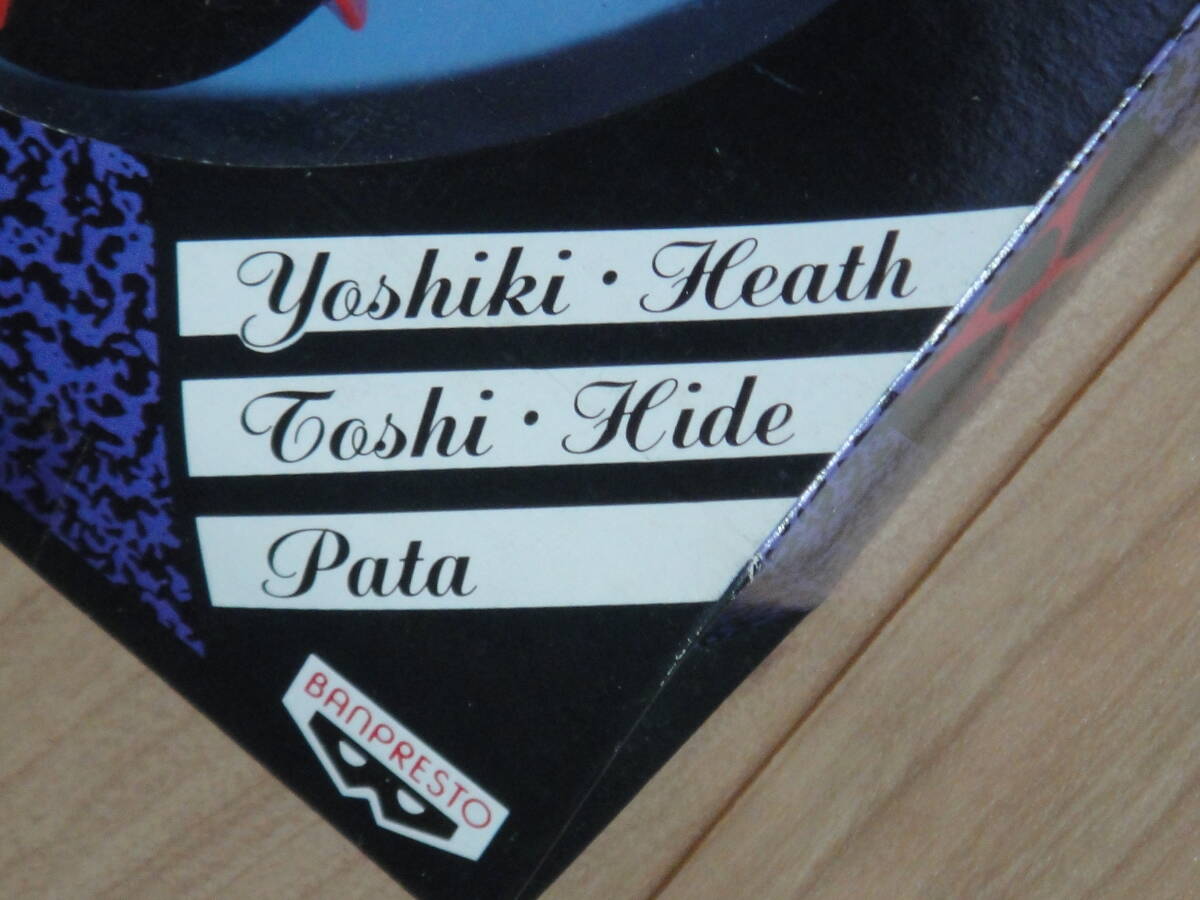 Yoshiki · Heath
Toshi · Hide
Pata
BANPRESTO